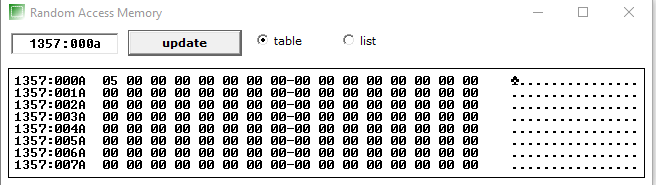 Random Access Memory
1357:000a update table list
1357:000A 05 00 00 00 00 00 00 00-00 00 00 00 00 00 00 00 ♣...............
1357:001A 00 00 00 00 00 00 00 00-00 00 00 00 00 00 00 00 ................
1357:002A 00 00 00 00 00 00 00 00-00 00 00 00 00 00 00 00 ................
1357:003A 00 00 00 00 00 00 00 00-00 00 00 00 00 00 00 00 ................
1357:004A 00 00 00 00 00 00 00 00-00 00 00 00 00 00 00 00 ................
1357:005A 00 00 00 00 00 00 00 00-00 00 00 00 00 00 00 00 ................
1357:006A 00 00 00 00 00 00 00 00-00 00 00 00 00 00 00 00 ................
1357:007A 00 00 00 00 00 00 00 00-00 00 00 00 00 00 00 00 ................